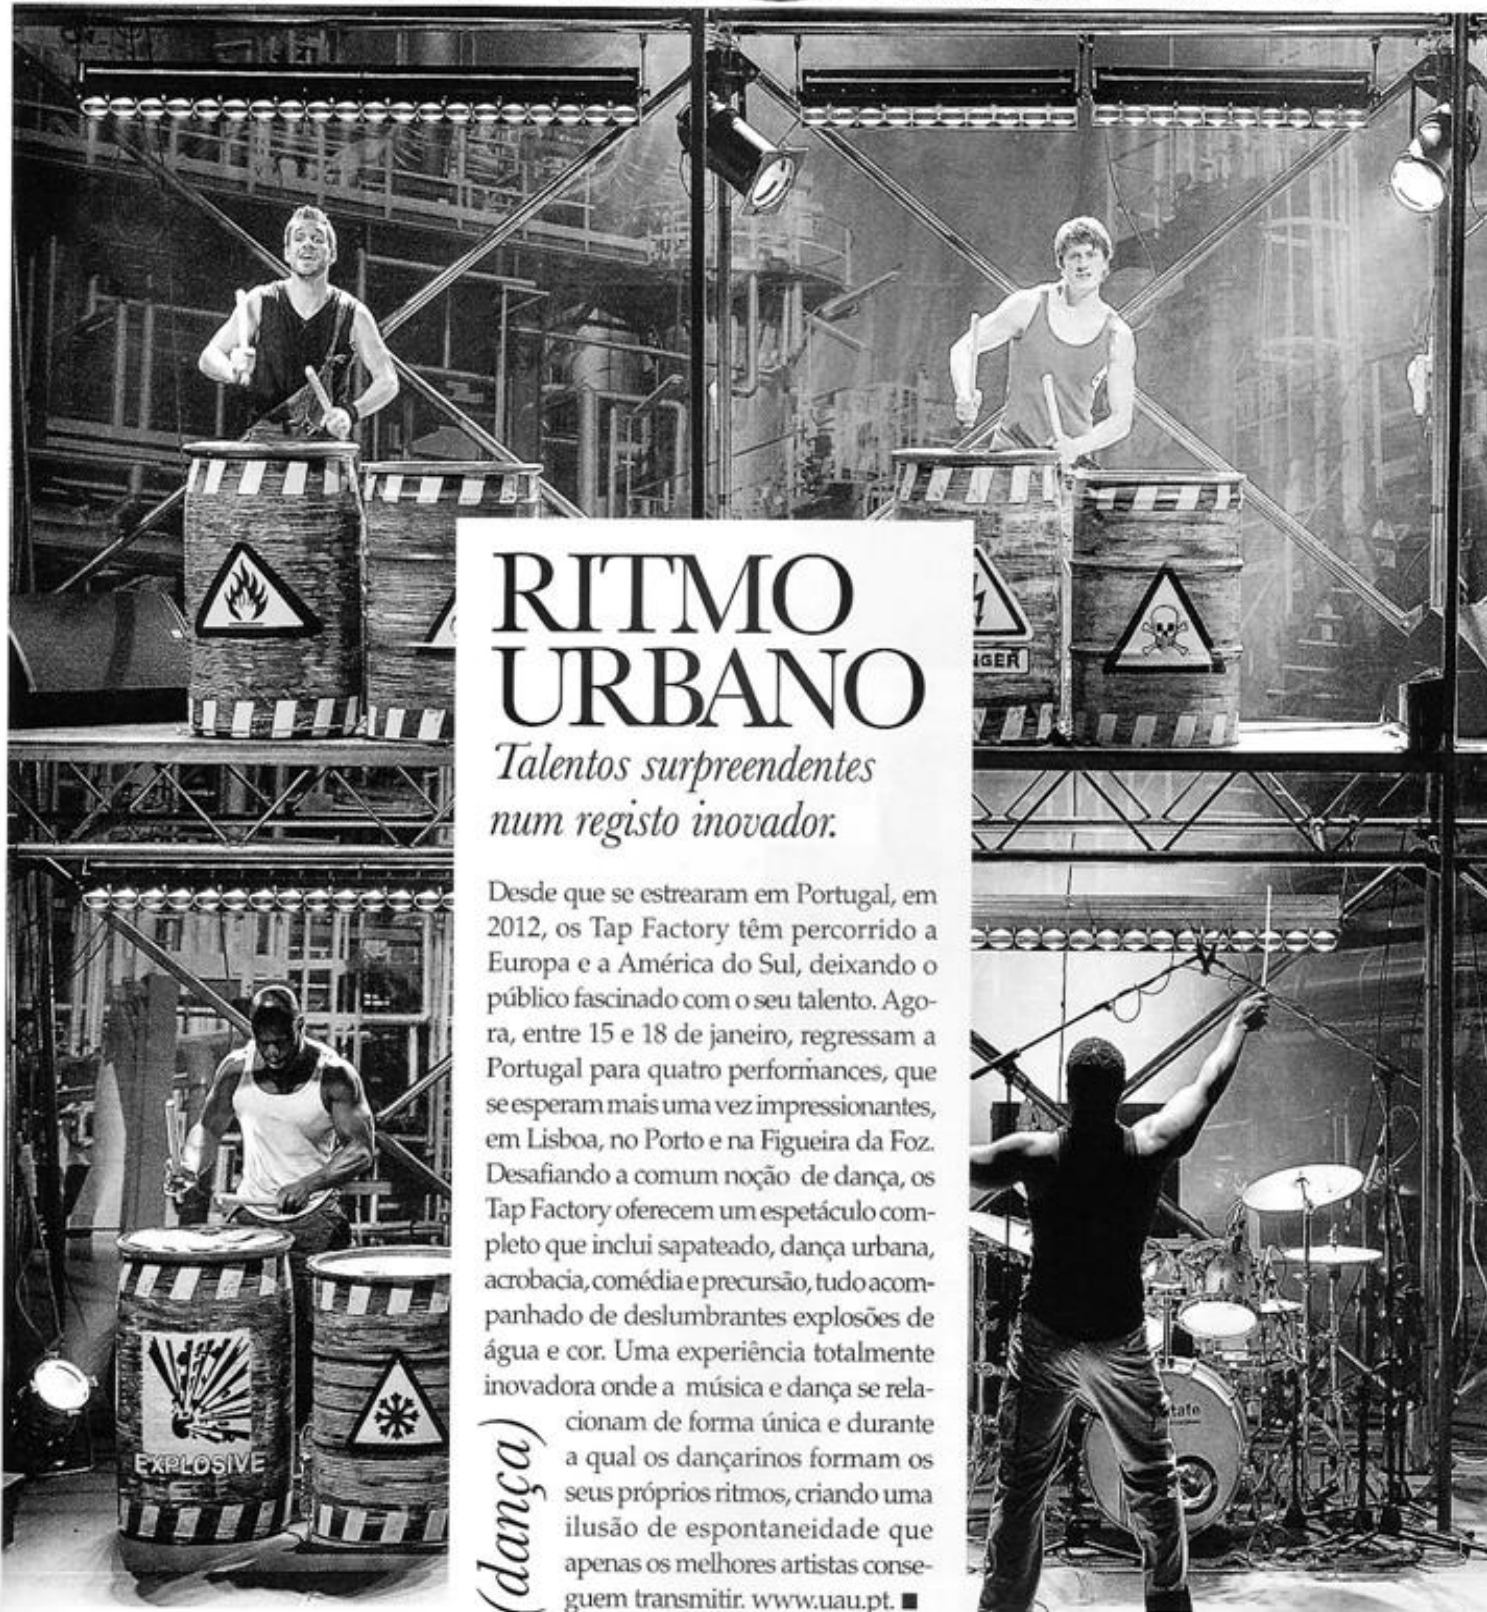 RITMO
URBANO
Talentos surpreendentes
num registo inovador.
Desde que se estrearam em Portugal, em
2012, os Tap Factory têm percorrido a
Europa e a América do Sul, deixando o
público fascinado com o seu talento. Ago-
ra, entre 15 e 18 de janeiro, regressam a
Portugal para quatro performances, que
se esperam mais uma vez impressionantes,
em Lisboa, no Porto e na Figueira da Foz.
Desafiando a comum noção de dança, os
Tap Factory oferecem um espetáculo com-
pleto que inclui sapateado, dança urbana,
acrobacia, comédia e precursão, tudo acom-
panhado de deslumbrantes explosões de
água e cor. Uma experiência totalmente
inovadora onde a música e dança se rela-
cionam de forma única e durante
a qual os dançarinos formam os
seus próprios ritmos, criando uma
ilusão de espontaneidade que
apenas os melhores artistas conse-
guem transmitir. www.uau.pt. ■
(dança)
NGER
EXPLOSIVE